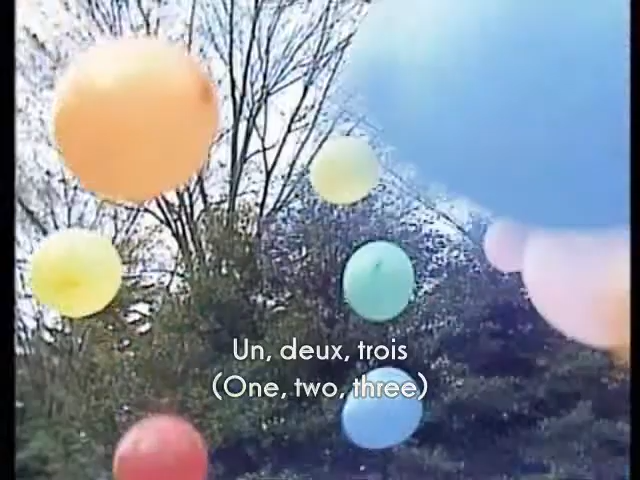 Un, deux, trois
(One, two, three)